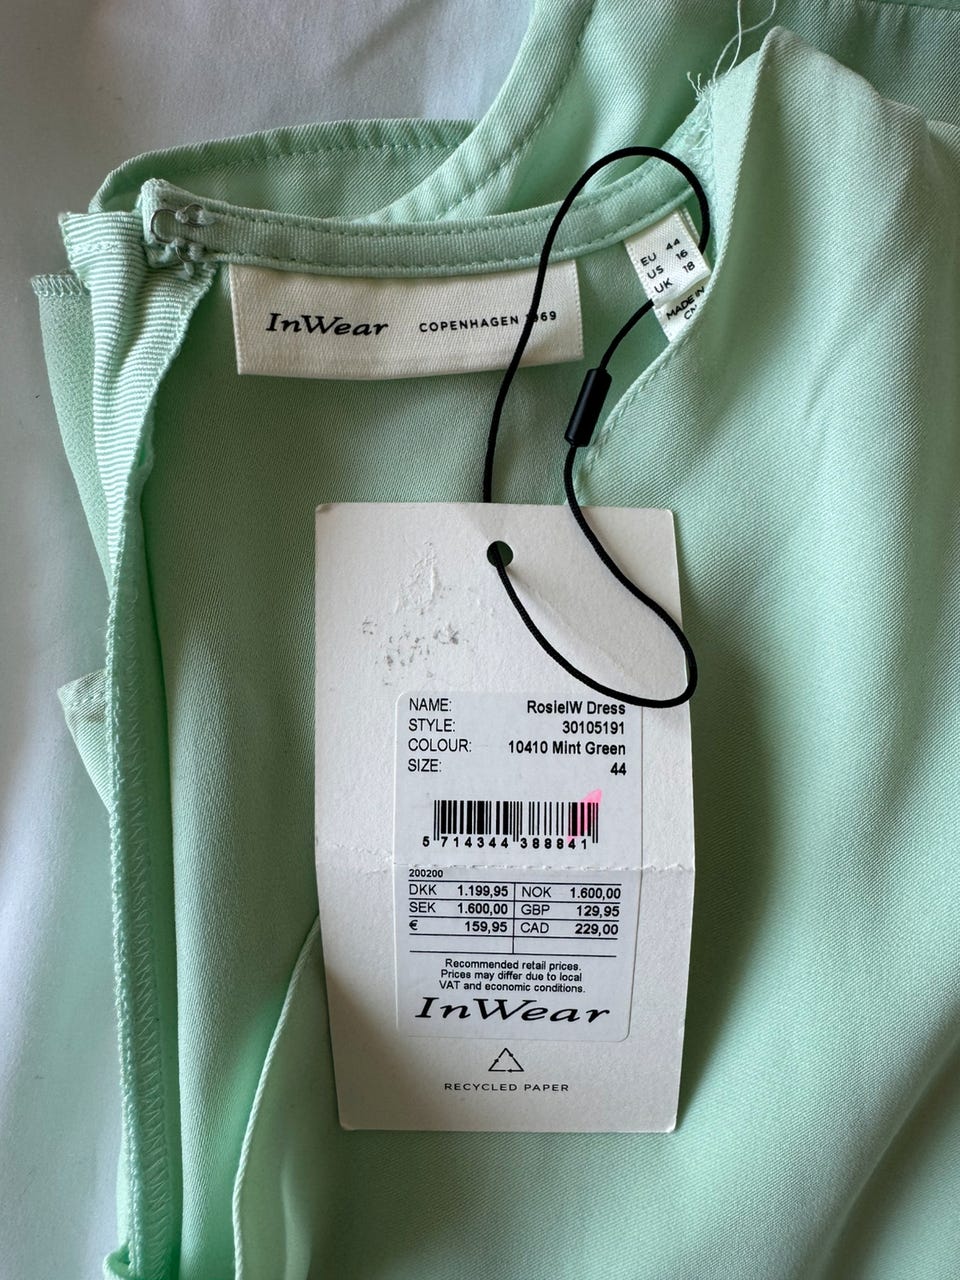 InWear COPENHAGEN
EU 44
US 16
UK 18
MADE IN
NAME: RosieIW Dress
STYLE: 30105191
COLOUR: 10410 Mint Green
SIZE: 44
5 714344 388841
200200
DKK 1.199,95 NOK 1.600,00
SEK 1.600,00 GBP 129,95
€ 159,95 CAD 229,00
Recommended retail prices.
Prices may differ due to local
VAT and economic conditions.
InWear
RECYCLED PAPER